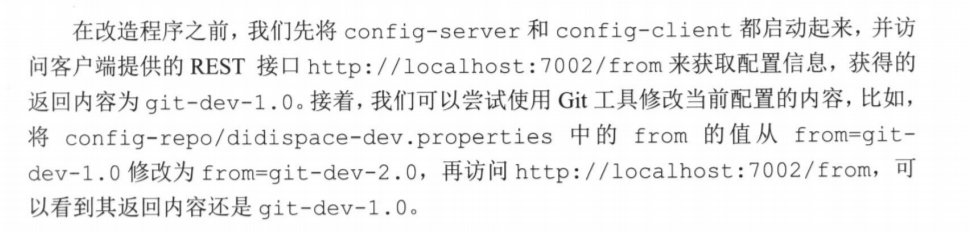 在改造程序之前，我们先将 config-server 和 config-client 都启动起来，并访
问客户端提供的 REST 接口 http://localhost:7002/from 来获取配置信息，获得的
返回内容为 git-dev-1.0。接着，我们可以尝试使用 Git 工具修改当前配置的内容，比如，
将 config-repo/didispace-dev.properties 中的 from 的值从 from=git-
dev-1.0 修改为 from=git-dev-2.0，再访问 http://localhost:7002/from，可
以看到其返回内容还是 git-dev-1.0。